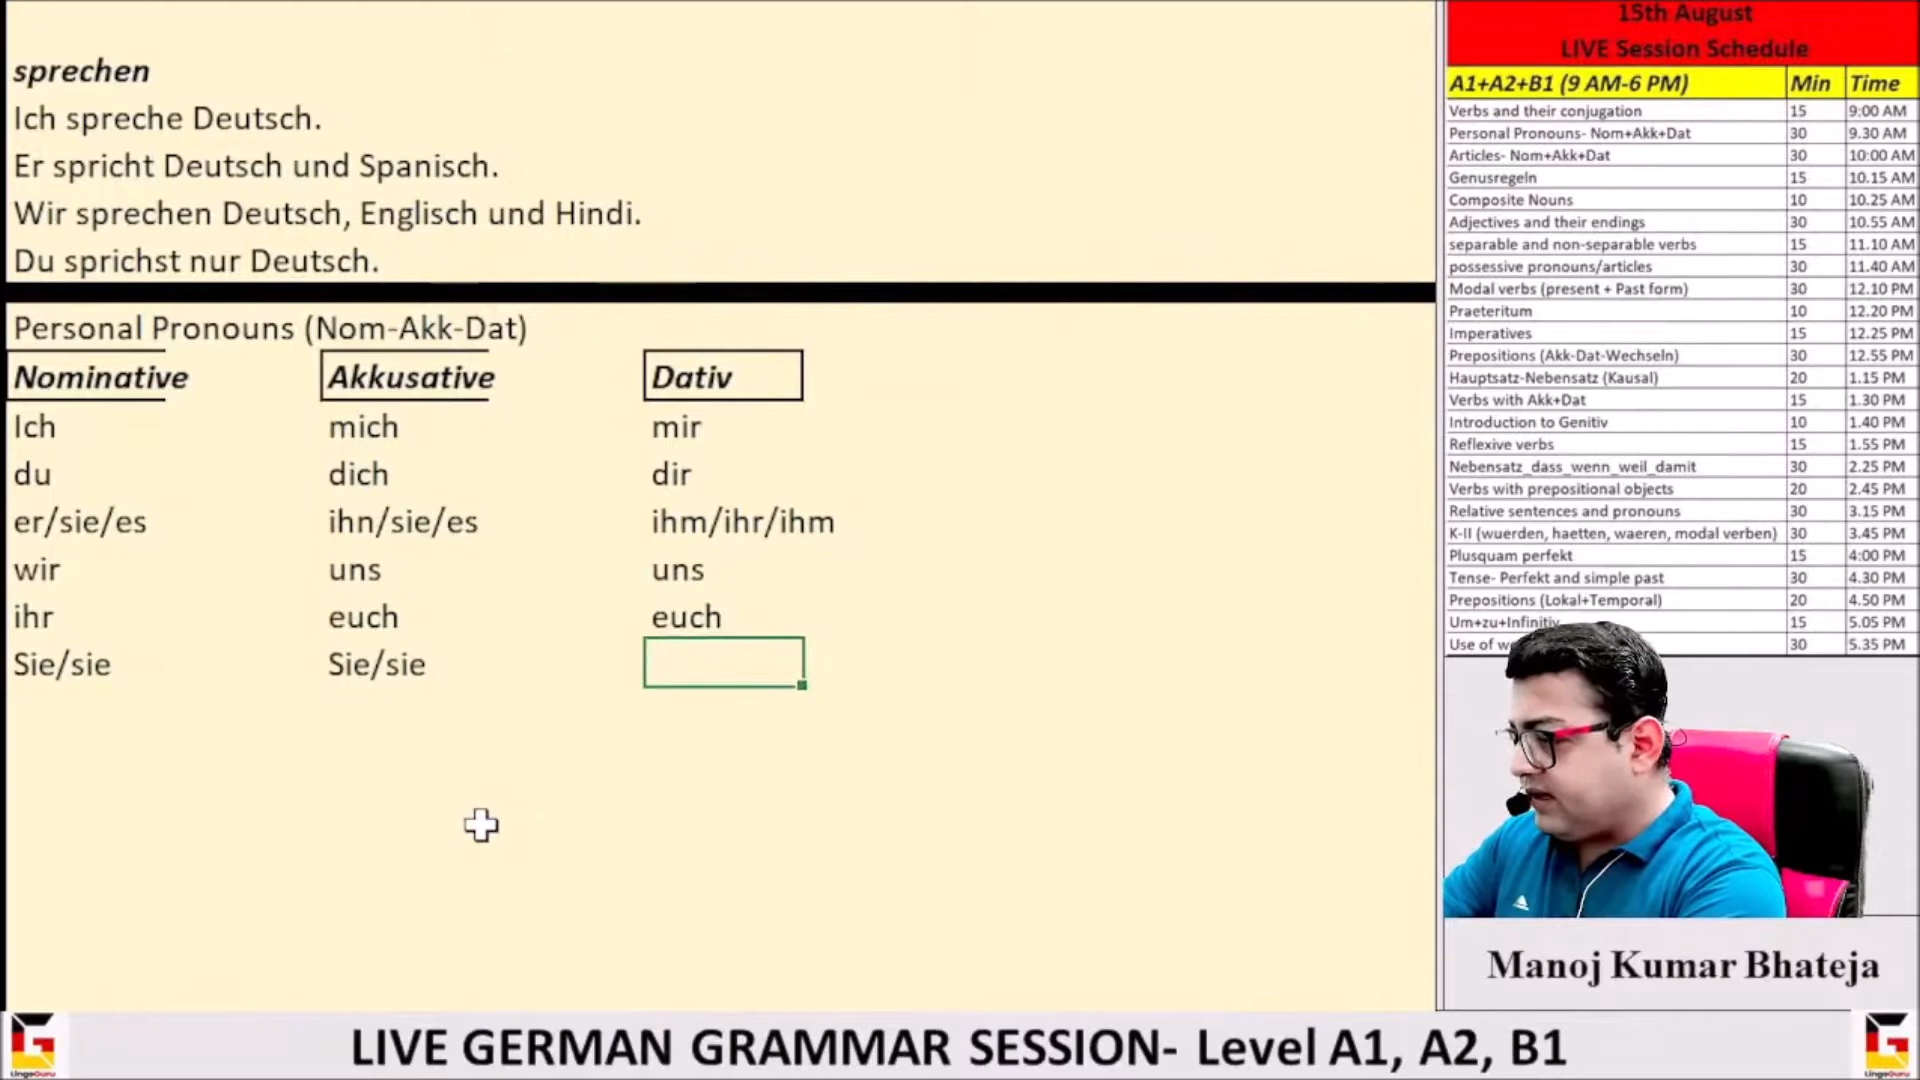 sprechen
Ich spreche Deutsch.
Er spricht Deutsch und Spanisch.
Wir sprechen Deutsch, Englisch und Hindi.
Du sprichst nur Deutsch.
Personal Pronouns (Nom-Akk-Dat)
Nominative Akkusative Dativ
Ich mich mir
du dich dir
er/sie/es ihn/sie/es ihm/ihr/ihm
wir uns uns
ihr euch euch
Sie/sie Sie/sie
15th August
LIVE Session Schedule
A1+A2+B1 (9 AM-6 PM) Min Time
Verbs and their conjugation 15 9:00 AM
Personal Pronouns- Nom+Akk+Dat 30 9.30 AM
Articles- Nom+Akk+Dat 30 10:00 AM
Genusregeln 15 10.15 AM
Composite Nouns 10 10.25 AM
Adjectives and their endings 30 10.55 AM
separable and non-separable verbs 15 11.10 AM
possessive pronouns/articles 30 11.40 AM
Modal verbs (present + Past form) 30 12.10 PM
Praeteritum 10 12.20 PM
Imperatives 15 12.25 PM
Prepositions (Akk-Dat-Wechseln) 30 12.55 PM
Hauptsatz-Nebensatz (Kausal) 20 1.15 PM
Verbs with Akk+Dat 15 1.30 PM
Introduction to Genitiv 10 1.40 PM
Reflexive verbs 15 1.55 PM
Nebensatz_dass_wenn_weil_damit 30 2.25 PM
Verbs with prepositional objects 20 2.45 PM
Relative sentences and pronouns 30 3.15 PM
K-II (wuerden, haetten, waeren, modal verben) 30 3.45 PM
Plusquam perfekt 15 4:00 PM
Tense- Perfekt and simple past 30 4.30 PM
Prepositions (Lokal+Temporal) 20 4.50 PM
Um+zu+Infinitiv 15 5.05 PM
Use of 30 5.35 PM
Manoj Kumar Bhateja
LIVE GERMAN GRAMMAR SESSION- Level A1, A2, B1
LingoGuru
LingoGuru